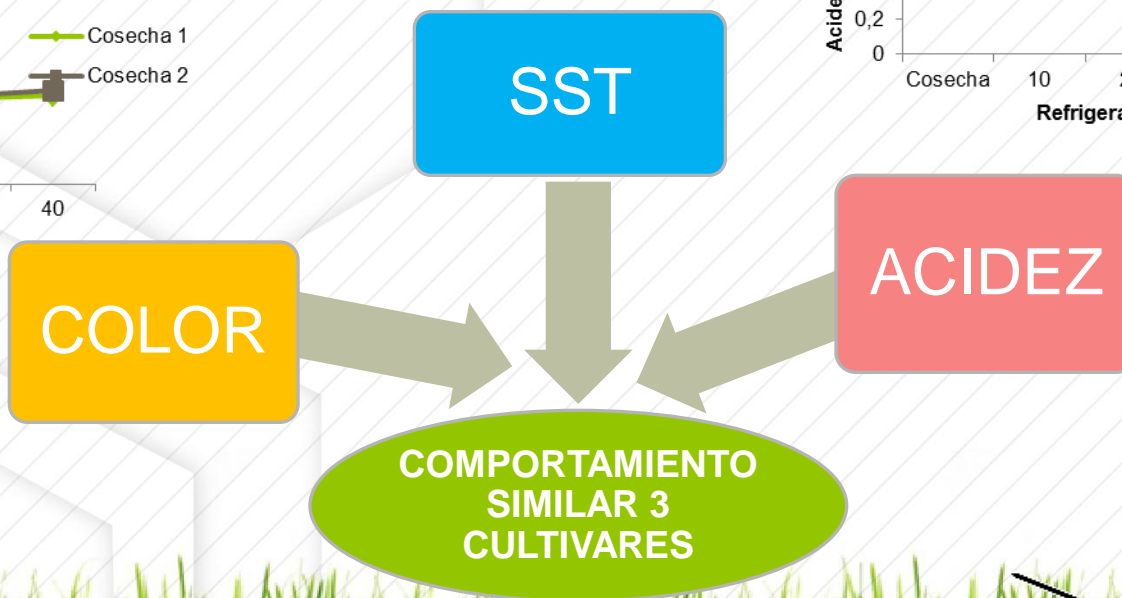 Cosecha 1
Cosecha 2
40
SST
0,2
0
Cosecha 10
COLOR
ACIDEZ
COMPORTAMIENTO
SIMILAR 3
CULTIVARES